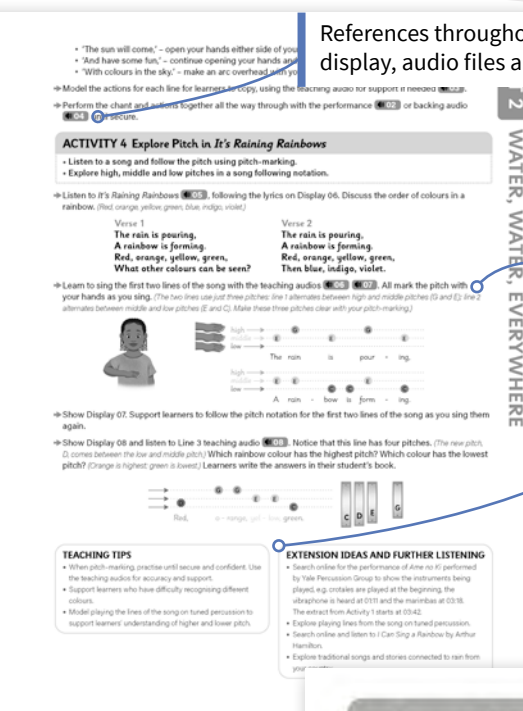 References throughout
display, audio files a
• 'The sun will come,' – open your hands either side of you
• 'And have some fun,' – continue opening your hands and
• 'With colours in the sky.' – make an arc overhead with yo
Model the actions for each line for learners to copy, using the teaching audio for support if needed 03.
Perform the chant and actions together all the way through with the performance 02 or backing audio
04 until secure.
2 WATER, WATER, EVERYWHERE
ACTIVITY 4 Explore Pitch in It's Raining Rainbows
• Listen to a song and follow the pitch using pitch-marking.
• Explore high, middle and low pitches in a song following notation.
Listen to It's Raining Rainbows 05, following the lyrics on Display 06. Discuss the order of colours in a
rainbow. (Red, orange, yellow, green, blue, indigo, violet.)
Verse 1
The rain is pouring,
A rainbow is forming.
Red, orange, yellow, green,
What other colours can be seen?
Verse 2
The rain is pouring,
A rainbow is forming.
Red, orange, yellow, green,
Then blue, indigo, violet.
Learn to sing the first two lines of the song with the teaching audios 06 07. All mark the pitch with
your hands as you sing. (The two lines use just three pitches: line 1 alternates between high and middle pitches (G and E); line 2
alternates between middle and low pitches (E and C). Make these three pitches clear with your pitch-marking.)
high
middle
low
E G E G E
The rain is pour - ing,
high
middle
low
E E C C E C
A rain - bow is form - ing.
Show Display 07. Support learners to follow the pitch notation for the first two lines of the song as you sing them
again.
Show Display 08 and listen to Line 3 teaching audio 08. Notice that this line has four pitches. (The new pitch,
D, comes between the low and middle pitch.) Which rainbow colour has the highest pitch? Which colour has the lowest
pitch? (Orange is highest; green is lowest.) Learners write the answers in their student's book.
G G E E
Red, o - range, yel - low, green.
C D E G
TEACHING TIPS
• When pitch-marking, practise until secure and confident. Use
the teaching audios for accuracy and support.
• Support learners who have difficulty recognising different
colours.
• Model playing the lines of the song on tuned percussion to
support learners' understanding of higher and lower pitch.
EXTENSION IDEAS AND FURTHER LISTENING
• Search online for the performance of Ame no Ki performed
by Yale Percussion Group to show the instruments being
played, e.g. crotales are played at the beginning, the
vibraphone is heard at 01:11 and the marimbas at 03:18.
The extract from Activity 1 starts at 03:42.
• Explore playing lines from the song on tuned percussion.
• Search online and listen to I Can Sing a Rainbow by Arthur
Hamilton.
• Explore traditional songs and stories connected to rain from
your